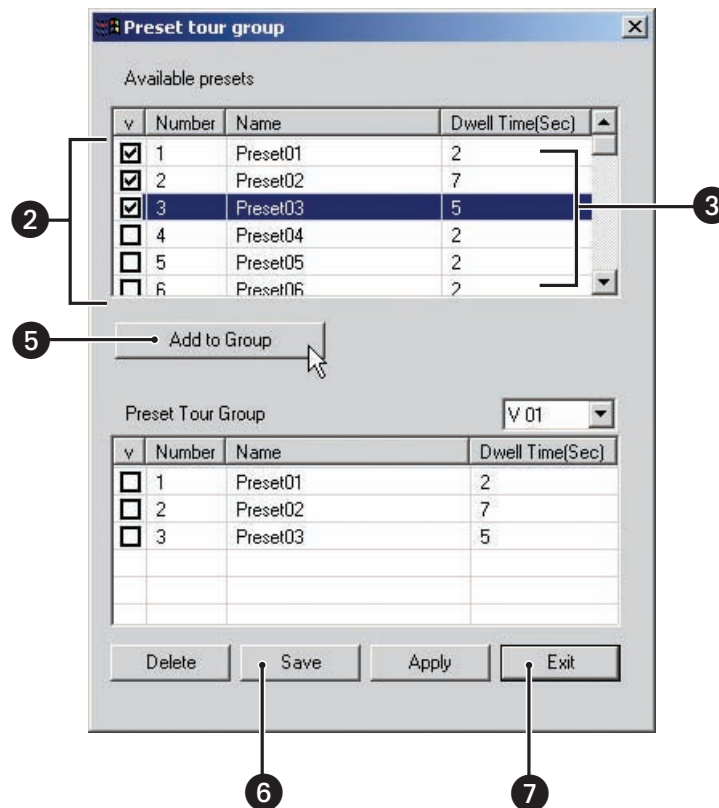 Preset tour group
Available presets
v Number Name Dwell Time(Sec)
1 Preset01 2
2 Preset02 7
3 Preset03 5
4 Preset04 2
5 Preset05 2
6 Preset06 2
2
3
5
Add to Group
Preset Tour Group V 01
v Number Name Dwell Time(Sec)
1 Preset01 2
2 Preset02 7
3 Preset03 5
Delete Save Apply Exit
6 7